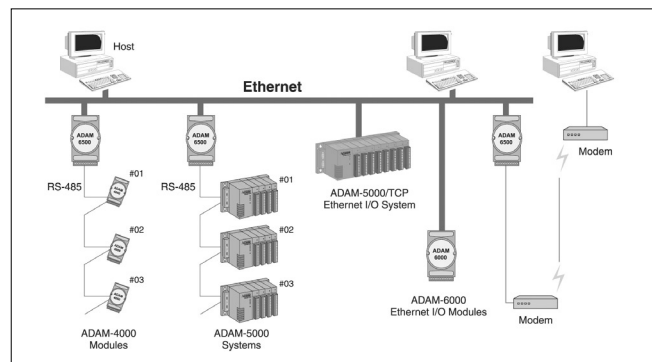 Host
Ethernet
ADAM
6500
ADAM
6500
ADAM
6500
Modem
RS-485
#01
RS-485
#01
ADAM-5000/TCP
Ethernet I/O System
#02
#02
ADAM
6000
#03
#03
ADAM-4000
Modules
ADAM-5000
Systems
ADAM-6000
Ethernet I/O Modules
Modem